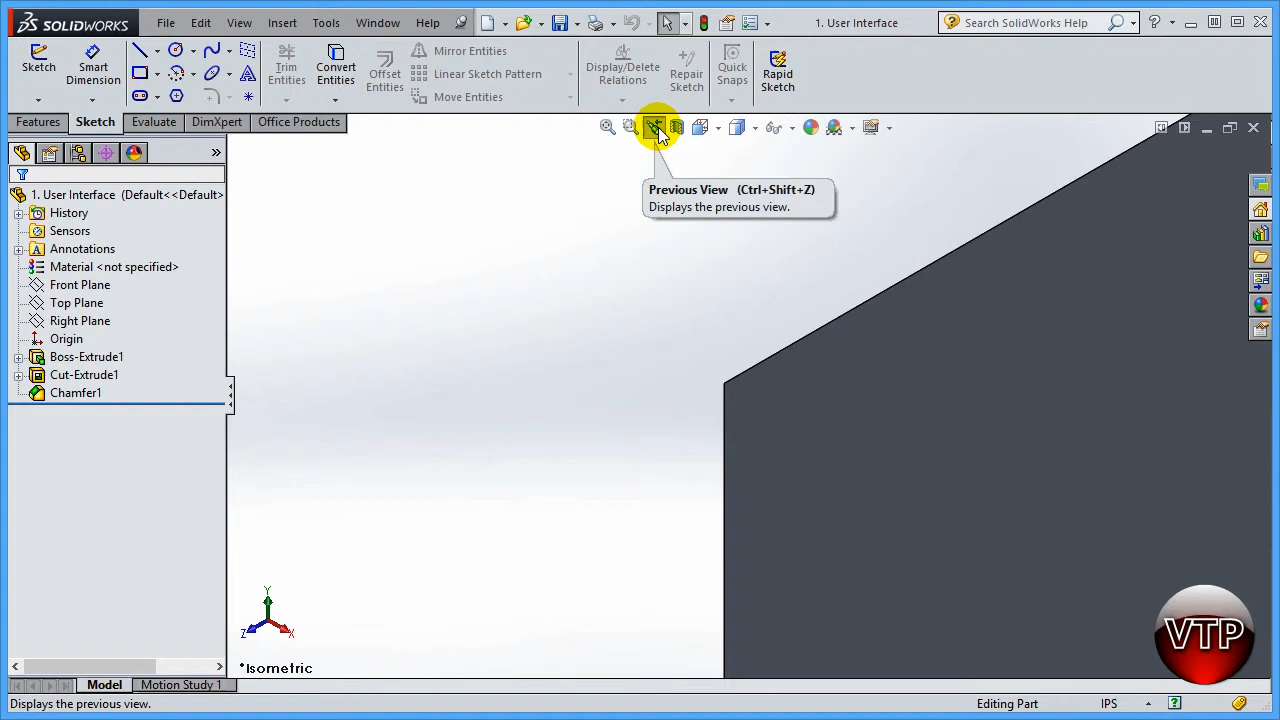 SOLIDWORKS File Edit View Insert Tools Window Help 1. User Interface Search SolidWorks Help
Sketch Smart Dimension Trim Entities Convert Entities Offset Entities Mirror Entities Linear Sketch Pattern Move Entities Display/Delete Relations Repair Sketch Quick Snaps Rapid Sketch
Features Sketch Evaluate DimXpert Office Products
Previous View (Ctrl+Shift+Z)
Displays the previous view.
1. User Interface (Default<<Default>
History
Sensors
Annotations
Material <not specified>
Front Plane
Top Plane
Right Plane
Origin
Boss-Extrude1
Cut-Extrude1
Chamfer1
Y
Z X
*Isometric
VTP
Model Motion Study 1
Displays the previous view. Editing Part IPS